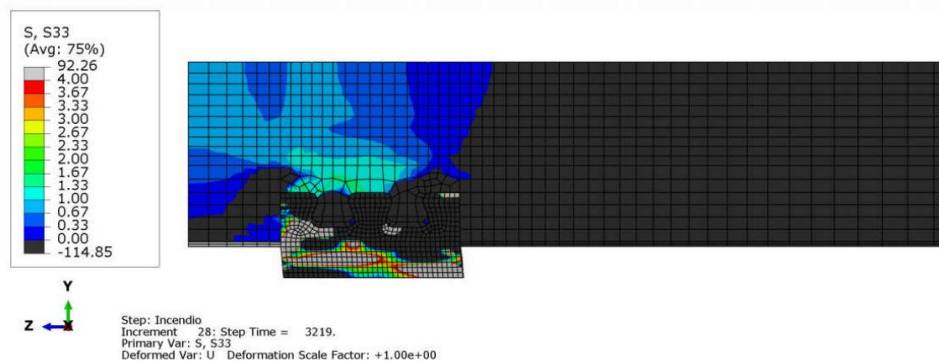 S, S33
(Avg: 75%)
92.26
4.00
3.67
3.33
3.00
2.67
2.33
2.00
1.67
1.33
1.00
0.67
0.33
0.00
-114.85
Y
Z X
Step: Incendio
Increment 28: Step Time = 3219.
Primary Var: S, S33
Deformed Var: U Deformation Scale Factor: +1.00e+00